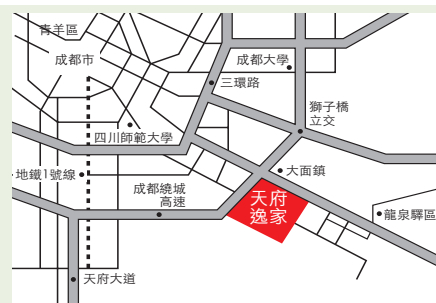 青羊區
成都市
成都大學
三環路
獅子橋
立交
四川師範大學
地鐵1號線
成都繞城
高速
大面鎮
天府
逸家
龍泉驛區
天府大道